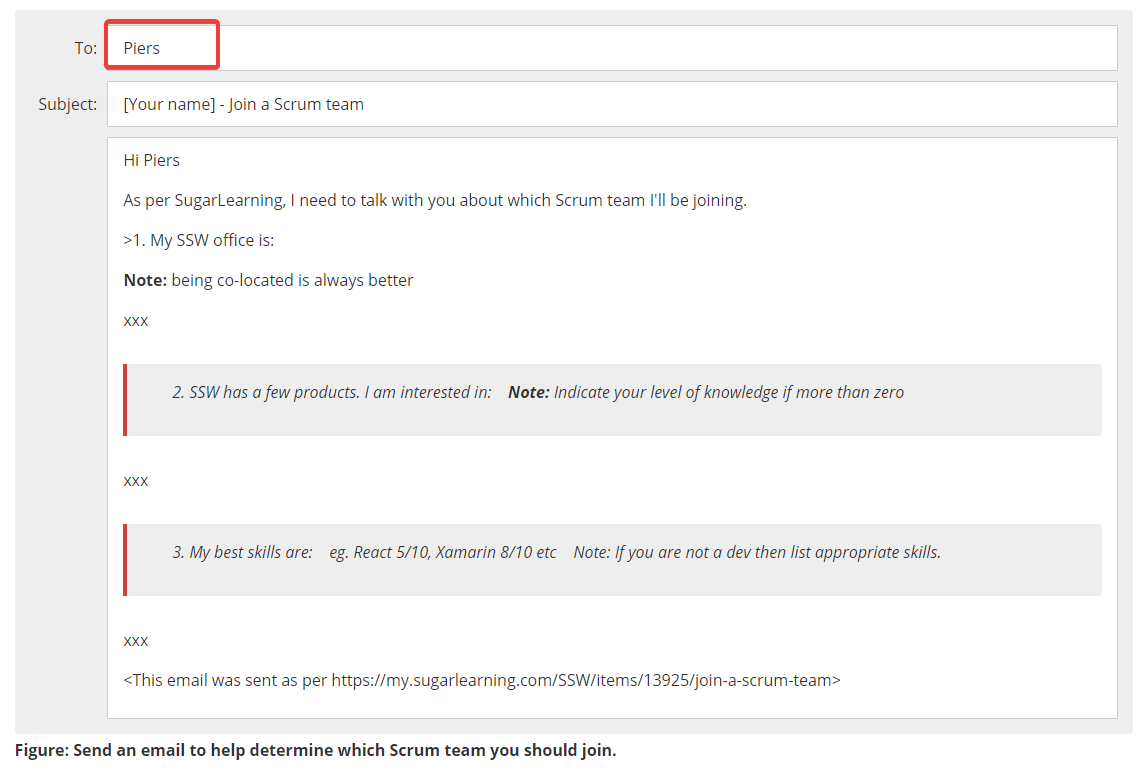 To: Piers
Subject: [Your name] - Join a Scrum team
Hi Piers
As per SugarLearning, I need to talk with you about which Scrum team I'll be joining.
>1. My SSW office is:
Note: being co-located is always better
xxx
2. SSW has a few products. I am interested in: Note: Indicate your level of knowledge if more than zero
xxx
3. My best skills are: eg. React 5/10, Xamarin 8/10 etc Note: If you are not a dev then list appropriate skills.
xxx
<This email was sent as per https://my.sugarlearning.com/SSW/items/13925/join-a-scrum-team>
Figure: Send an email to help determine which Scrum team you should join.